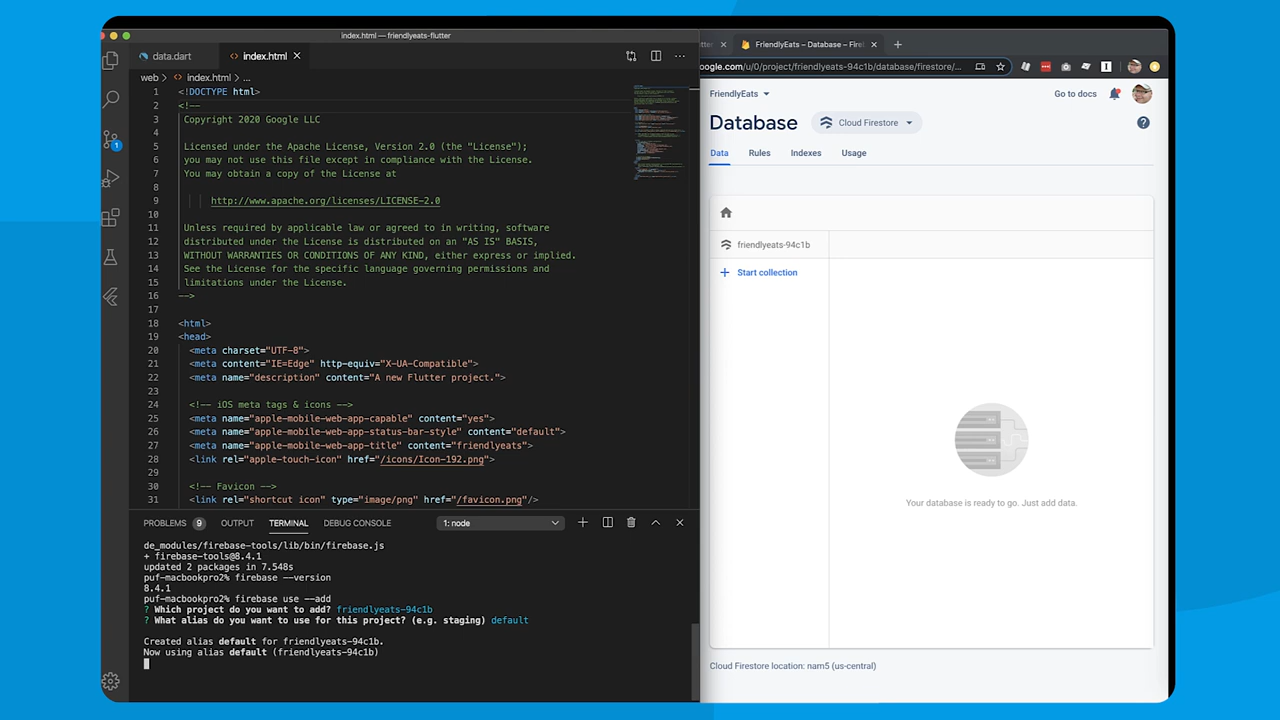 index.html — friendlyeats-flutter
data.dart
index.html
web > index.html > ...
1 <!DOCTYPE html>
2 <!--
3 Copyright 2020 Google LLC
4
5 Licensed under the Apache License, Version 2.0 (the "License");
6 you may not use this file except in compliance with the License.
7 You may obtain a copy of the License at
8
9 http://www.apache.org/licenses/LICENSE-2.0
10
11 Unless required by applicable law or agreed to in writing, software
12 distributed under the License is distributed on an "AS IS" BASIS,
13 WITHOUT WARRANTIES OR CONDITIONS OF ANY KIND, either express or implied.
14 See the License for the specific language governing permissions and
15 limitations under the License.
16 -->
17
18 <html>
19 <head>
20 <meta charset="UTF-8">
21 <meta content="IE=Edge" http-equiv="X-UA-Compatible">
22 <meta name="description" content="A new Flutter project.">
23
24 <!-- iOS meta tags & icons -->
25 <meta name="apple-mobile-web-app-capable" content="yes">
26 <meta name="apple-mobile-web-app-status-bar-style" content="default">
27 <meta name="apple-mobile-web-app-title" content="friendlyeats">
28 <link rel="apple-touch-icon" href="/icons/Icon-192.png">
29
30 <!-- Favicon -->
31 <link rel="shortcut icon" type="image/png" href="/favicon.png"/>
1
PROBLEMS 9 OUTPUT TERMINAL DEBUG CONSOLE 1: node
de_modules/firebase-tools/lib/bin/firebase.js
+ firebase-tools@8.4.1
updated 2 packages in 7.548s
puf-macbookpro2% firebase --version
8.4.1
puf-macbookpro2% firebase use --add
? Which project do you want to add? friendlyeats-94c1b
? What alias do you want to use for this project? (e.g. staging) default
Created alias default for friendlyeats-94c1b.
Now using alias default (friendlyeats-94c1b)
tter
FriendlyEats – Database – Fire
google.com/u/0/project/friendlyeats-94c1b/database/firestore/...
FriendlyEats
Go to docs
Database
Cloud Firestore
Data Rules Indexes Usage
friendlyeats-94c1b
+ Start collection
Your database is ready to go. Just add data.
Cloud Firestore location: nam5 (us-central)